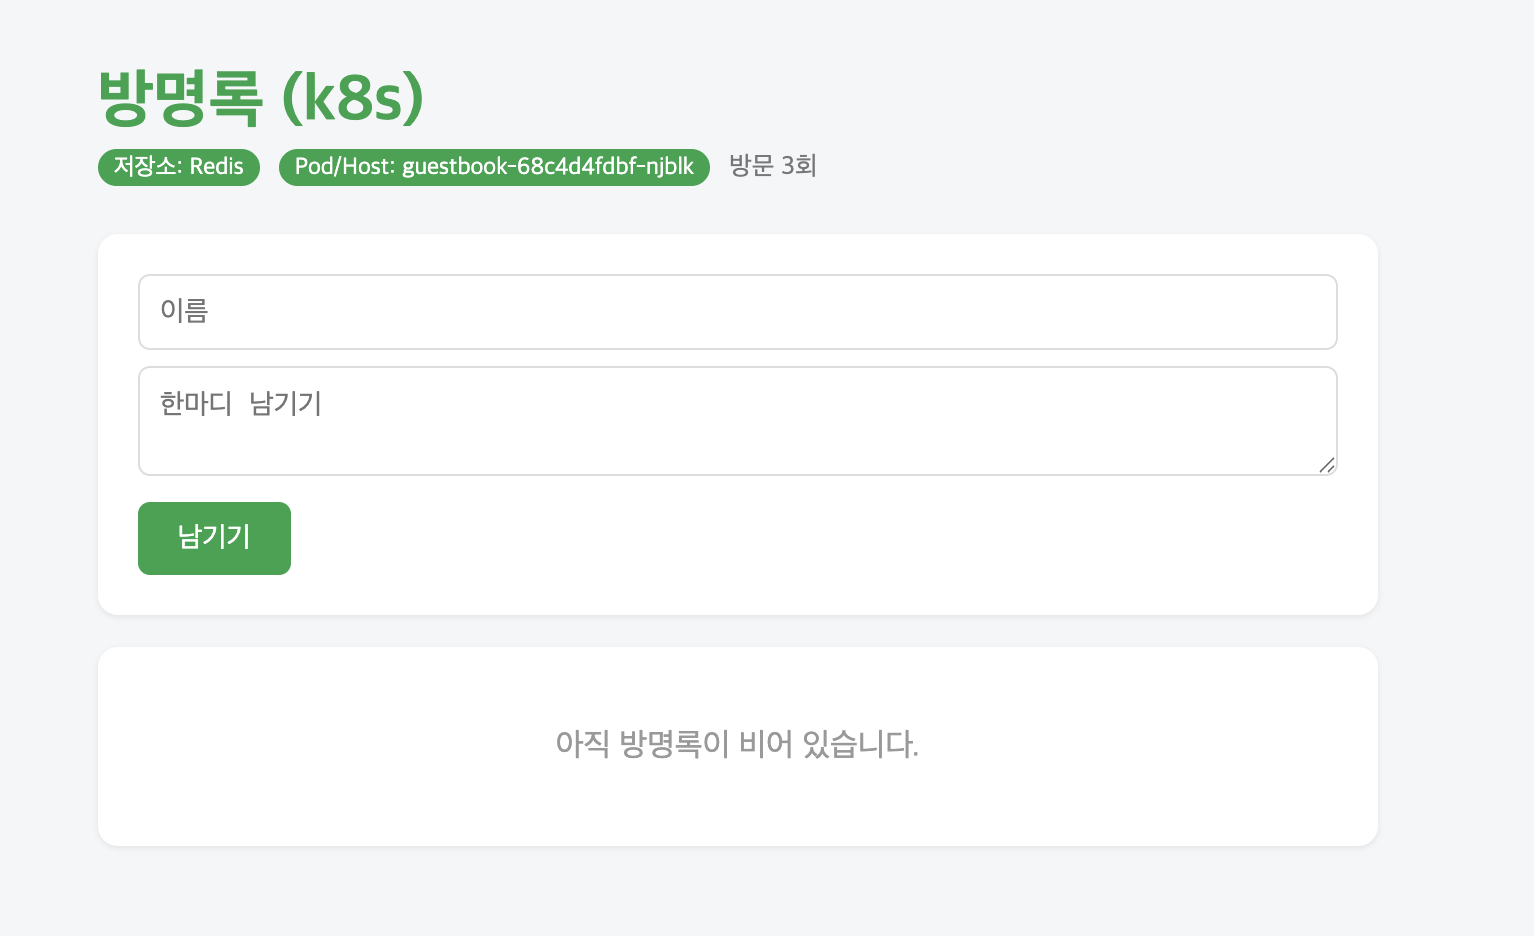 방명록 (k8s)
저장소: Redis Pod/Host: guestbook-68c4d4fdbf-njblk 방문 3회
이름
한마디 남기기
남기기
아직 방명록이 비어 있습니다.